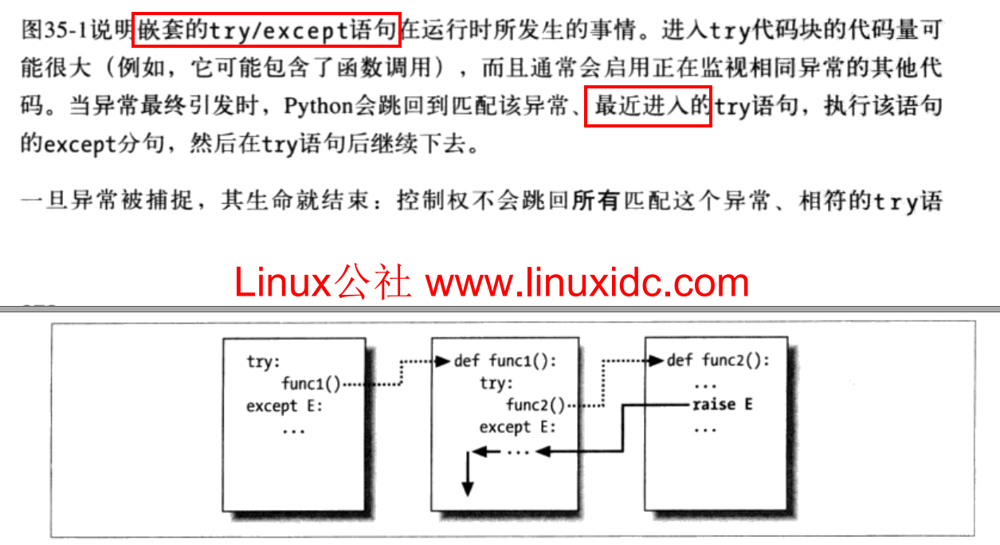 图35-1说明嵌套的try/except语句在运行时所发生的事情。进入try代码块的代码量可
能很大（例如，它可能包含了函数调用），而且通常会启用正在监视相同异常的其他代
码。当异常最终引发时，Python会跳回到匹配该异常、最近进入的try语句，执行该语句
的except分句，然后在try语句后继续下去。
一旦异常被捕捉，其生命就结束：控制权不会跳回所有匹配这个异常、相符的try语
Linux公社 www.linuxidc.com
try:
func1()
except E:
...
def func1():
try:
func2()
except E:
...
def func2():
...
raise E
...